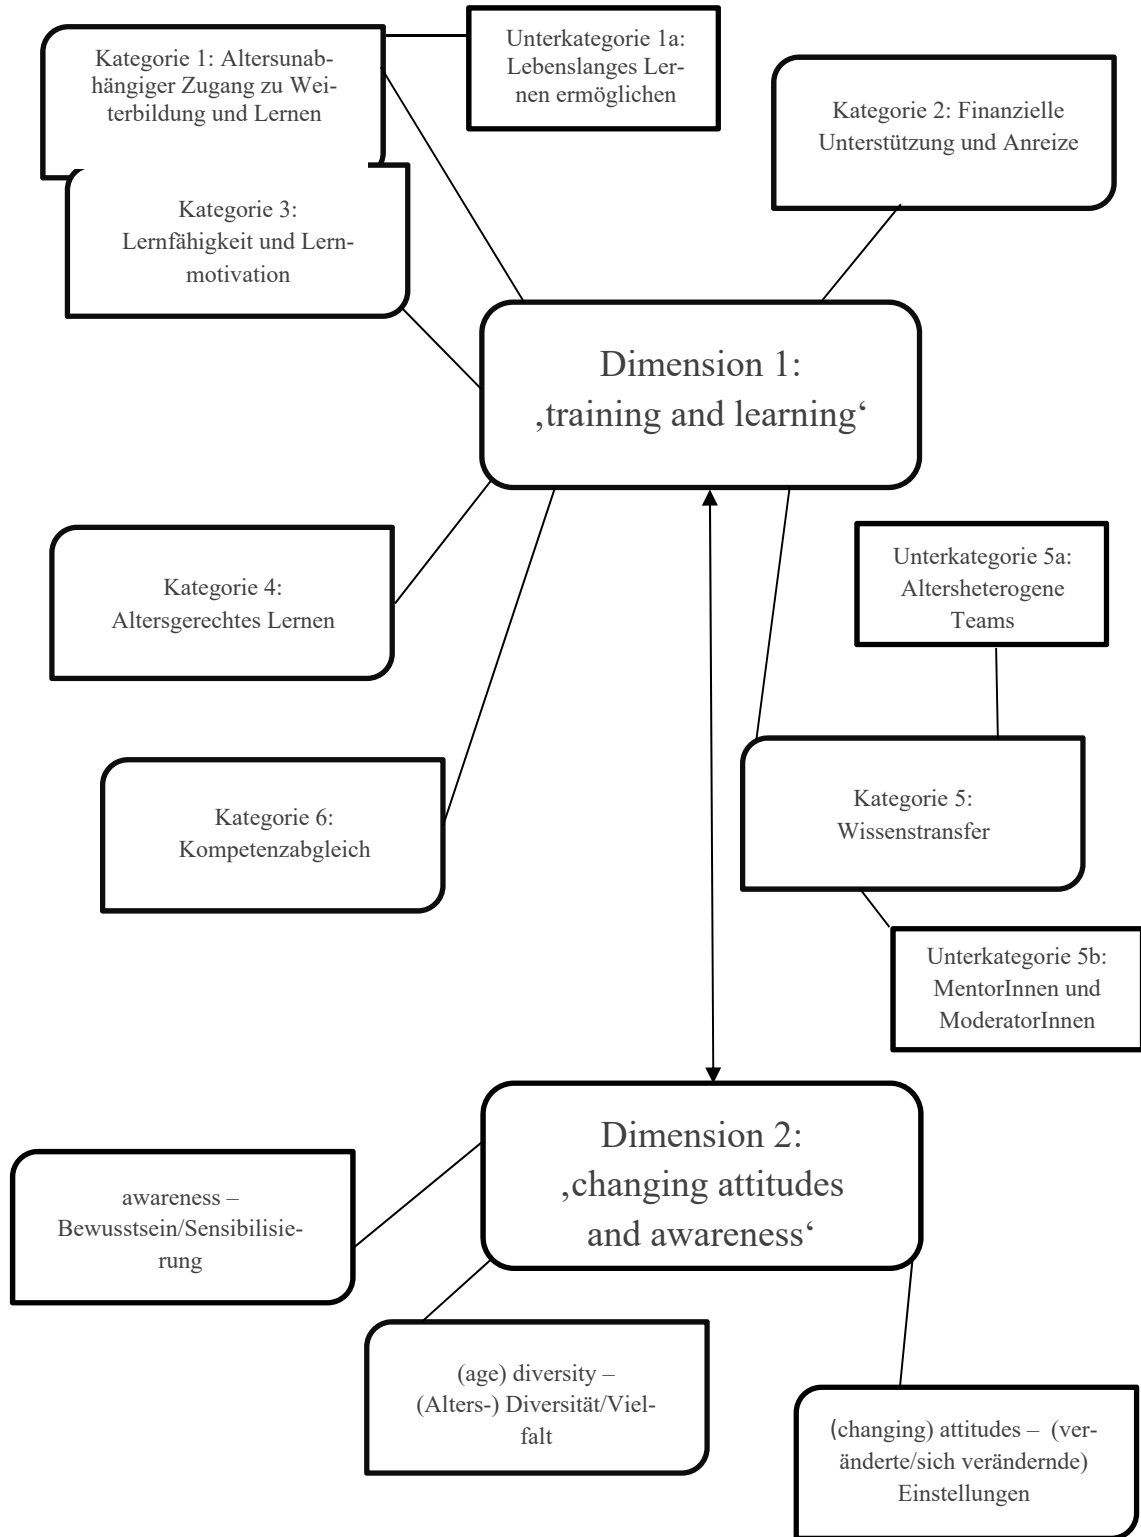 Kategorie 1: Altersunab-
hängiger Zugang zu Wei-
terbildung und Lernen
Unterkategorie 1a:
Lebenslanges Ler-
nen ermöglichen
Kategorie 2: Finanzielle
Unterstützung und Anreize
Kategorie 3:
Lernfähigkeit und Lern-
motivation
Dimension 1:
‚training and learning‘
Kategorie 4:
Altersgerechtes Lernen
Unterkategorie 5a:
Altersheterogene
Teams
Kategorie 6:
Kompetenzabgleich
Kategorie 5:
Wissenstransfer
Unterkategorie 5b:
MentorInnen und
ModeratorInnen
Dimension 2:
‚changing attitudes
and awareness‘
awareness –
Bewusstsein/Sensibilisie-
rung
(age) diversity –
(Alters-) Diversität/Viel-
falt
(changing) attitudes – (ver-
änderte/sich verändernde)
Einstellungen